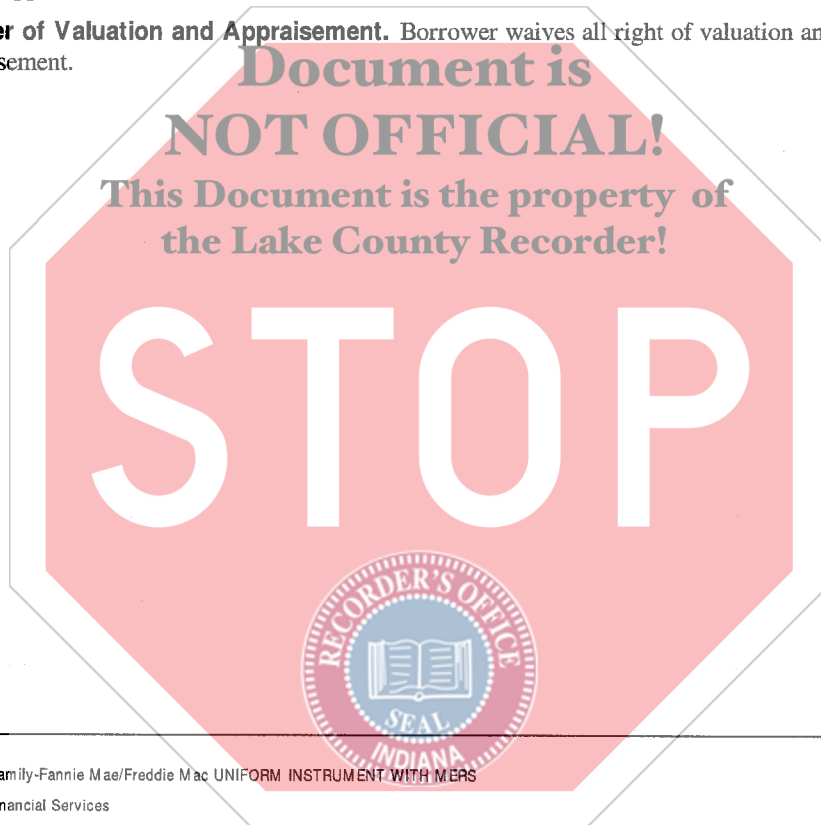 er of Valuation and Appraisement. Borrower waives all right of valuation an
sement.
Document is
NOT OFFICIAL!
This Document is the property of
the Lake County Recorder!
STOP
RECORDER'S OFFICE
SEAL
INDIANA
amily-Fannie Mae/Freddie Mac UNIFORM INSTRUMENT WITH MERS
nancial Services